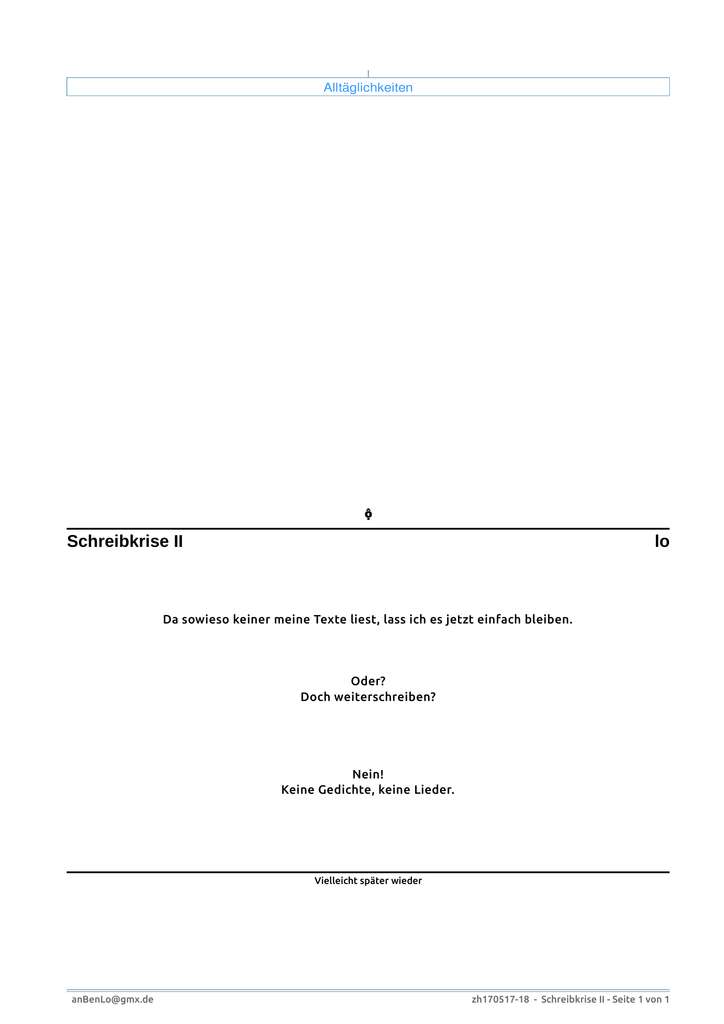 Alltäglichkeiten
Schreibkrise II lo
Da sowieso keiner meine Texte liest, lass ich es jetzt einfach bleiben.
Oder?
Doch weiterschreiben?
Nein!
Keine Gedichte, keine Lieder.
Vielleicht später wieder
anBenLo@gmx.de zh170517-18 - Schreibkrise II - Seite 1 von 1